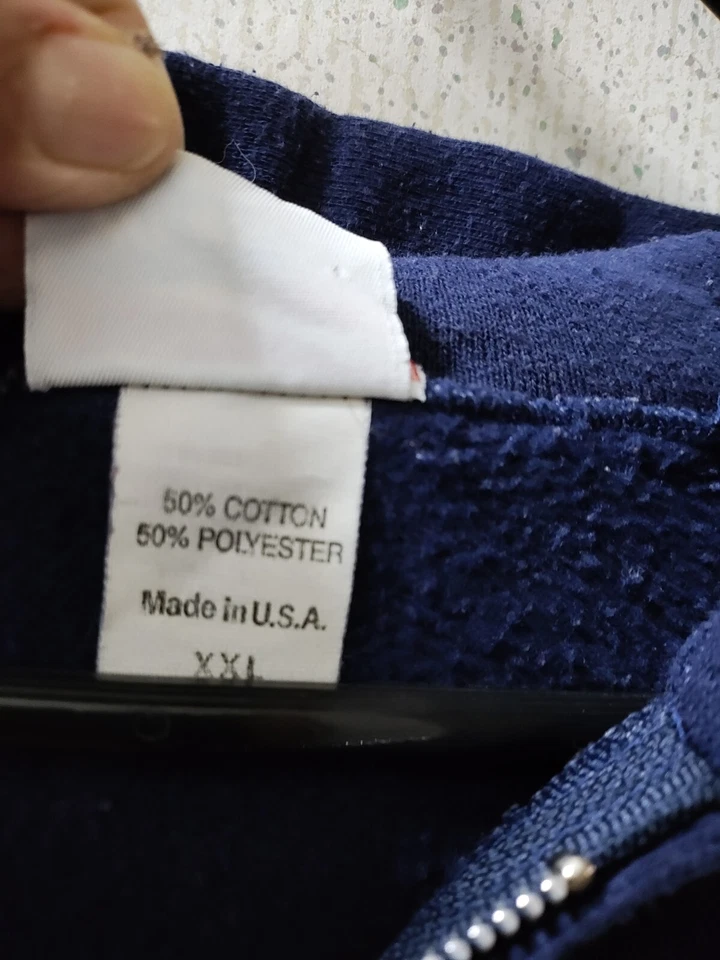 50% COTTON
50% POLYESTER
Made in U.S.A.
XXL